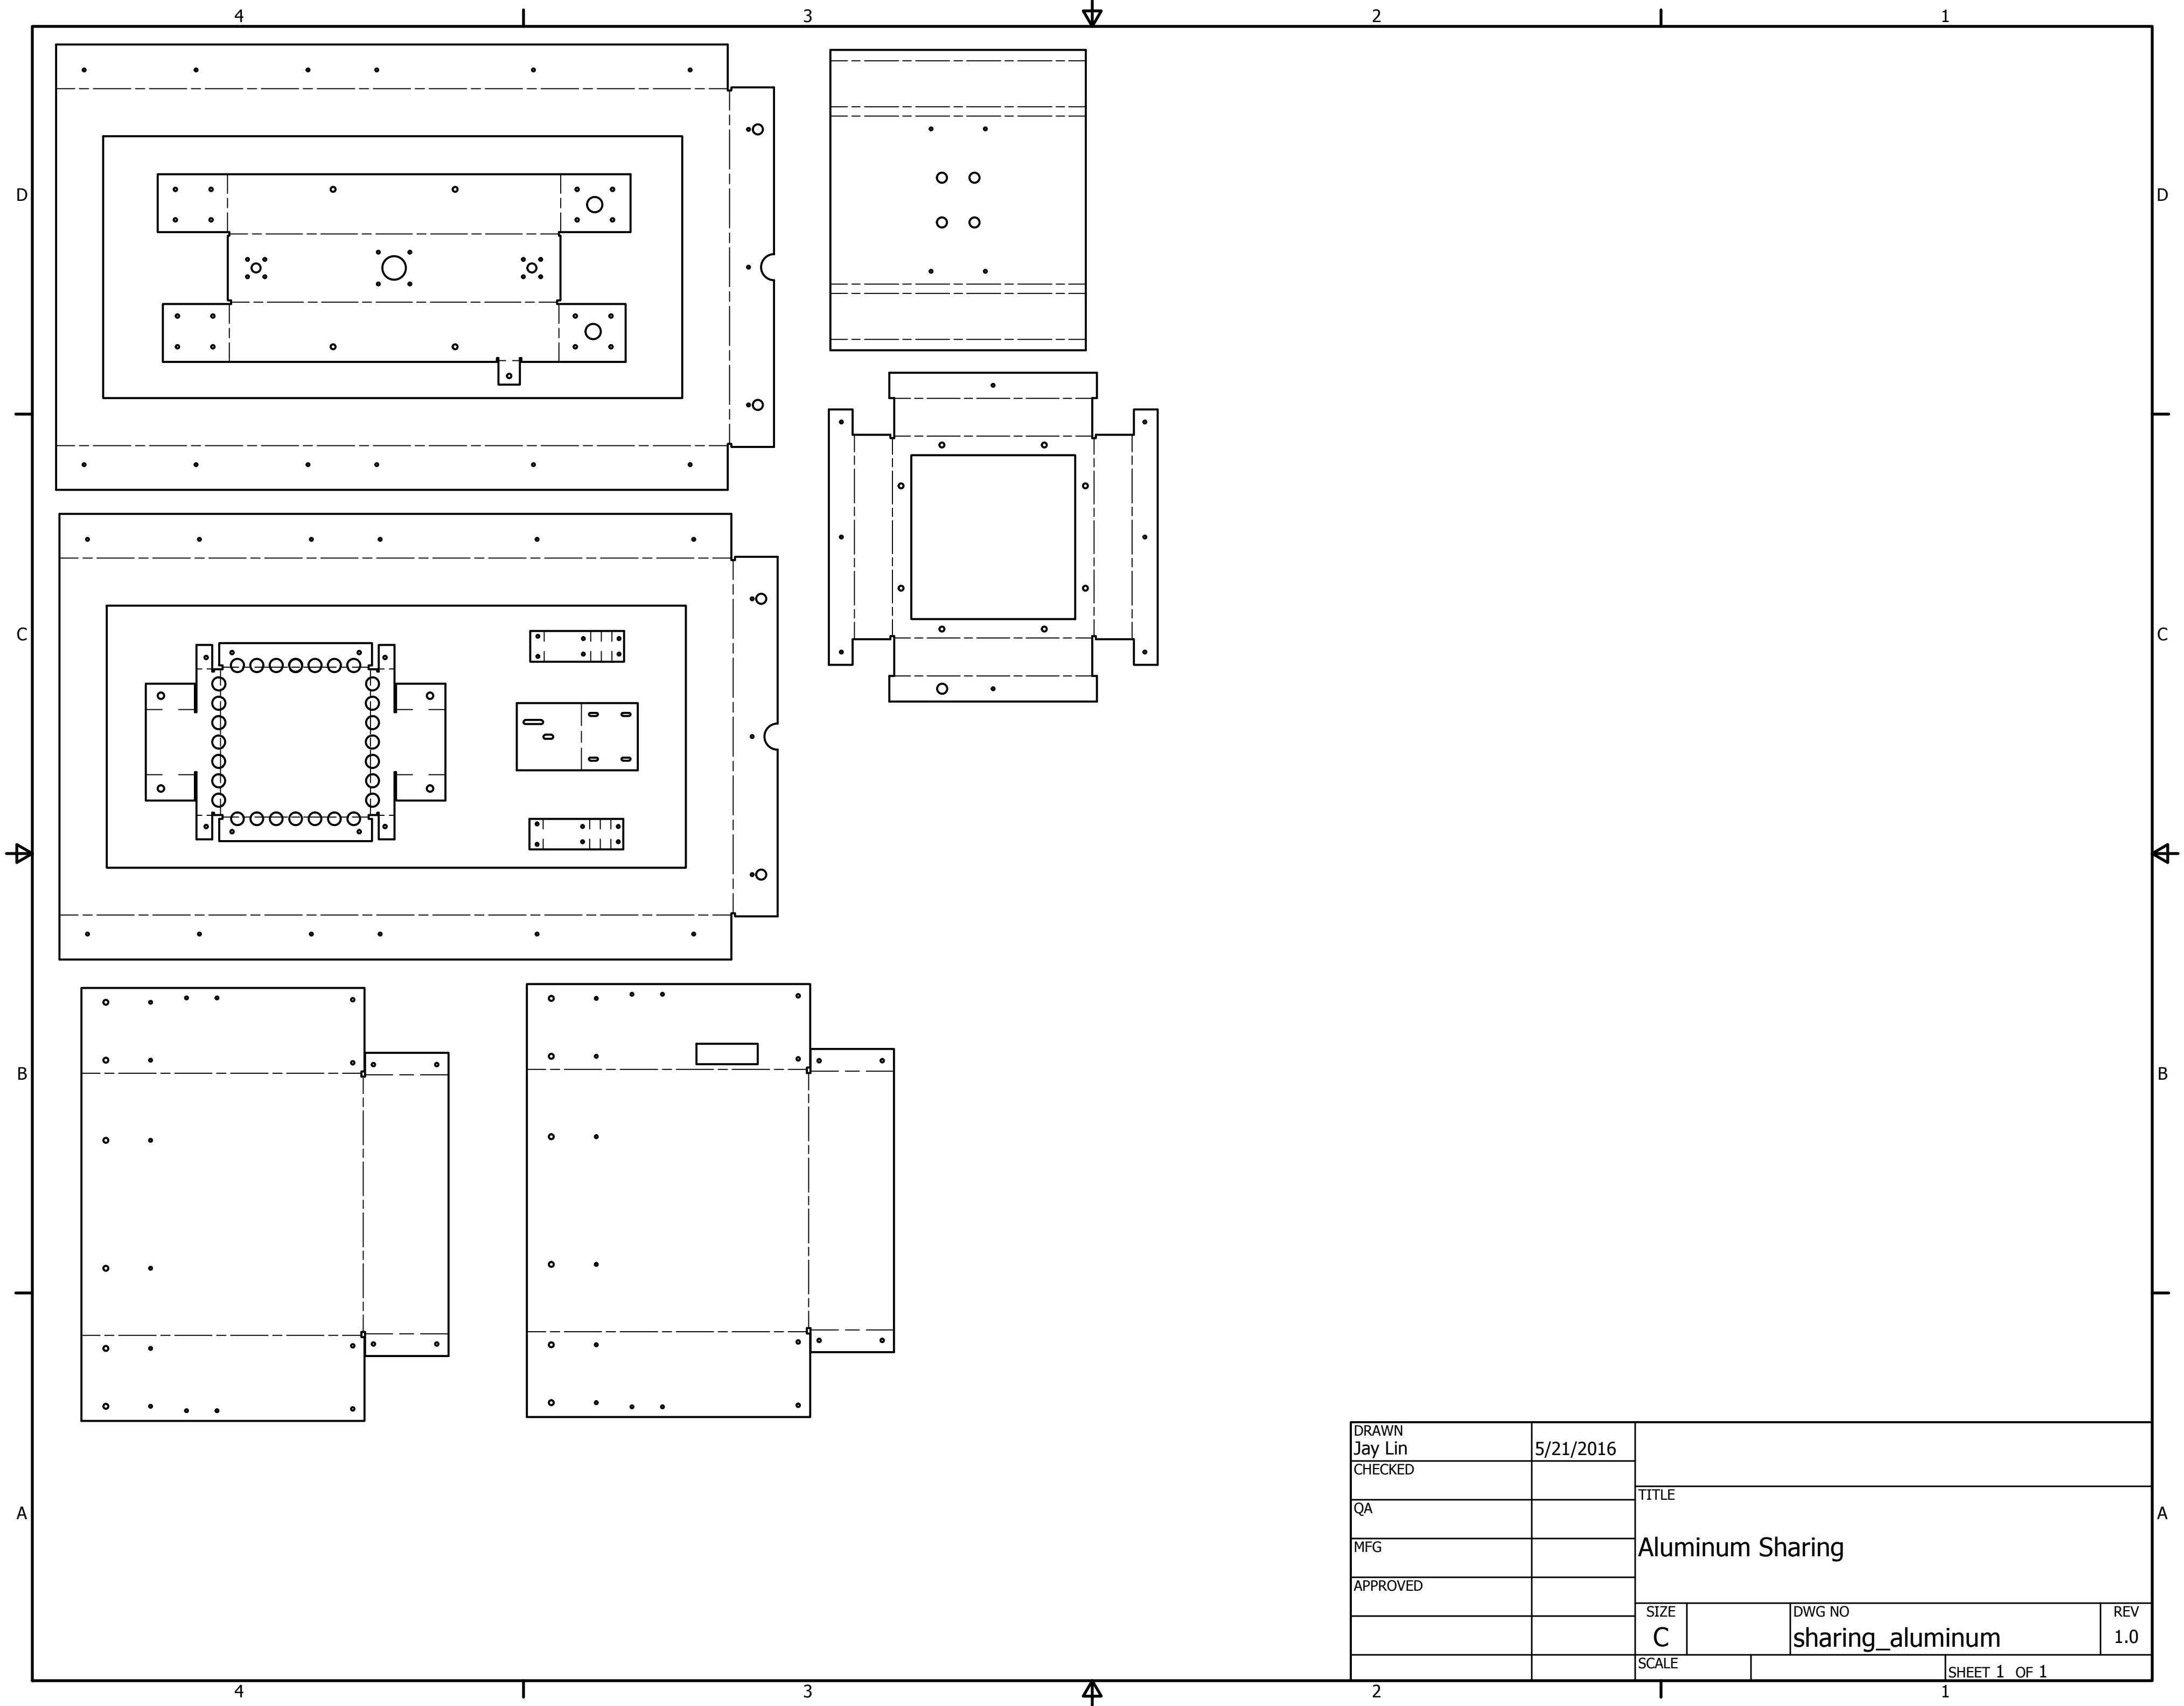 4 3 2 1
D D
C C
B B
A A
DRAWN
Jay Lin 5/21/2016
CHECKED
QA
MFG
APPROVED
TITLE
Aluminum Sharing
SIZE
C
DWG NO
sharing_aluminum
REV
1.0
SCALE
SHEET 1 OF 1
4 3 2 1